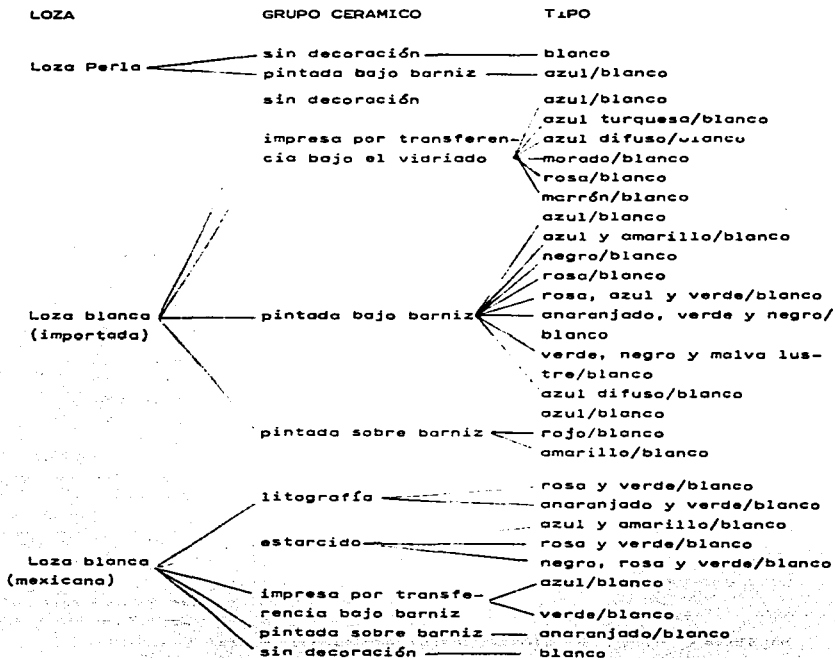 LOZA GRUPO CERAMICO TIPO
sin decoración blanco
Loza Perla
pintada bajo barniz azul/blanco
sin decoración azul/blanco
azul turquesa/blanco
impresa por transferen- azul difuso/blanco
cia bajo el vidriado morado/blanco
rosa/blanco
marrón/blanco
azul/blanco
azul y amarillo/blanco
negro/blanco
rosa/blanco
rosa, azul y verde/blanco
Loza blanca pintada bajo barniz anaranjado, verde y negro/
(importada) blanco
verde, negro y malva lus-
tre/blanco
azul difuso/blanco
azul/blanco
pintada sobre barniz rojo/blanco
amarillo/blanco
rosa y verde/blanco
litografía
anaranjado y verde/blanco
azul y amarillo/blanco
estarcido rosa y verde/blanco
Loza blanca negro, rosa y verde/blanco
(mexicana) azul/blanco
impresa por transfe-
rencia bajo barniz verde/blanco
pintada sobre barniz anaranjado/blanco
sin decoración blanco